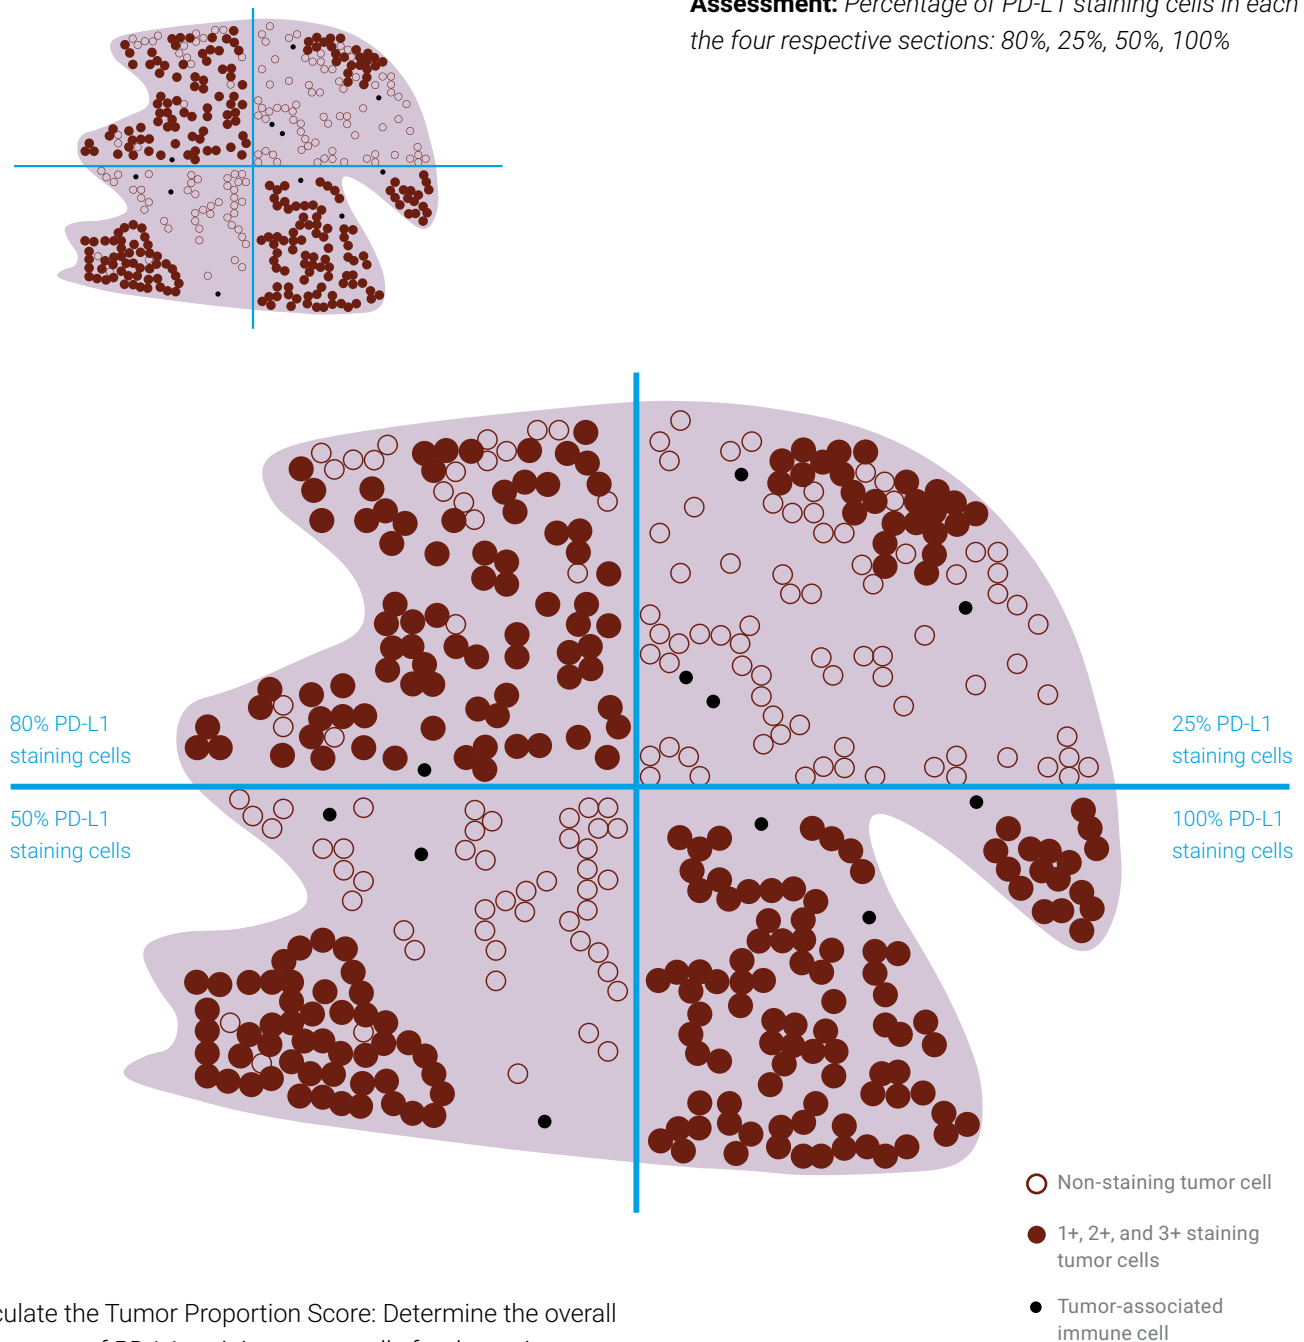 Assessment: Percentage of PD-L1 staining cells in each
the four respective sections: 80%, 25%, 50%, 100%
80% PD-L1
staining cells
25% PD-L1
staining cells
50% PD-L1
staining cells
100% PD-L1
staining cells
Non-staining tumor cell
1+, 2+, and 3+ staining
tumor cells
Tumor-associated
immune cell
culate the Tumor Proportion Score: Determine the overall